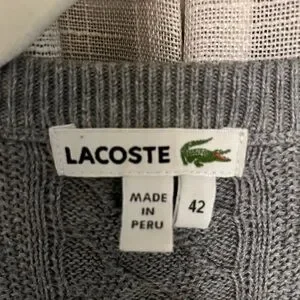 LACOSTE
MADE
IN
PERU
42